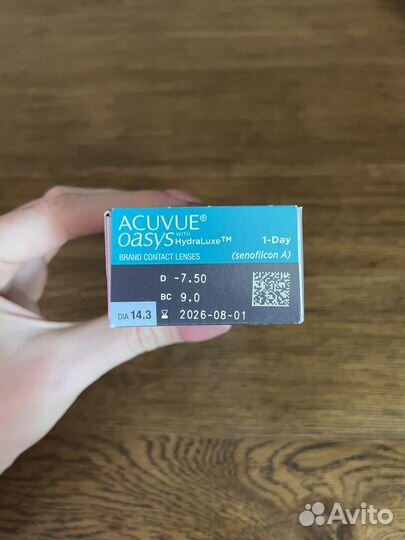 ACUVUE®
oasys WITH HydraLuxe™ 1-Day
BRAND CONTACT LENSES (senofilcon A)
D -7.50
BC 9.0
DIA 14.3 2026-08-01
Avito